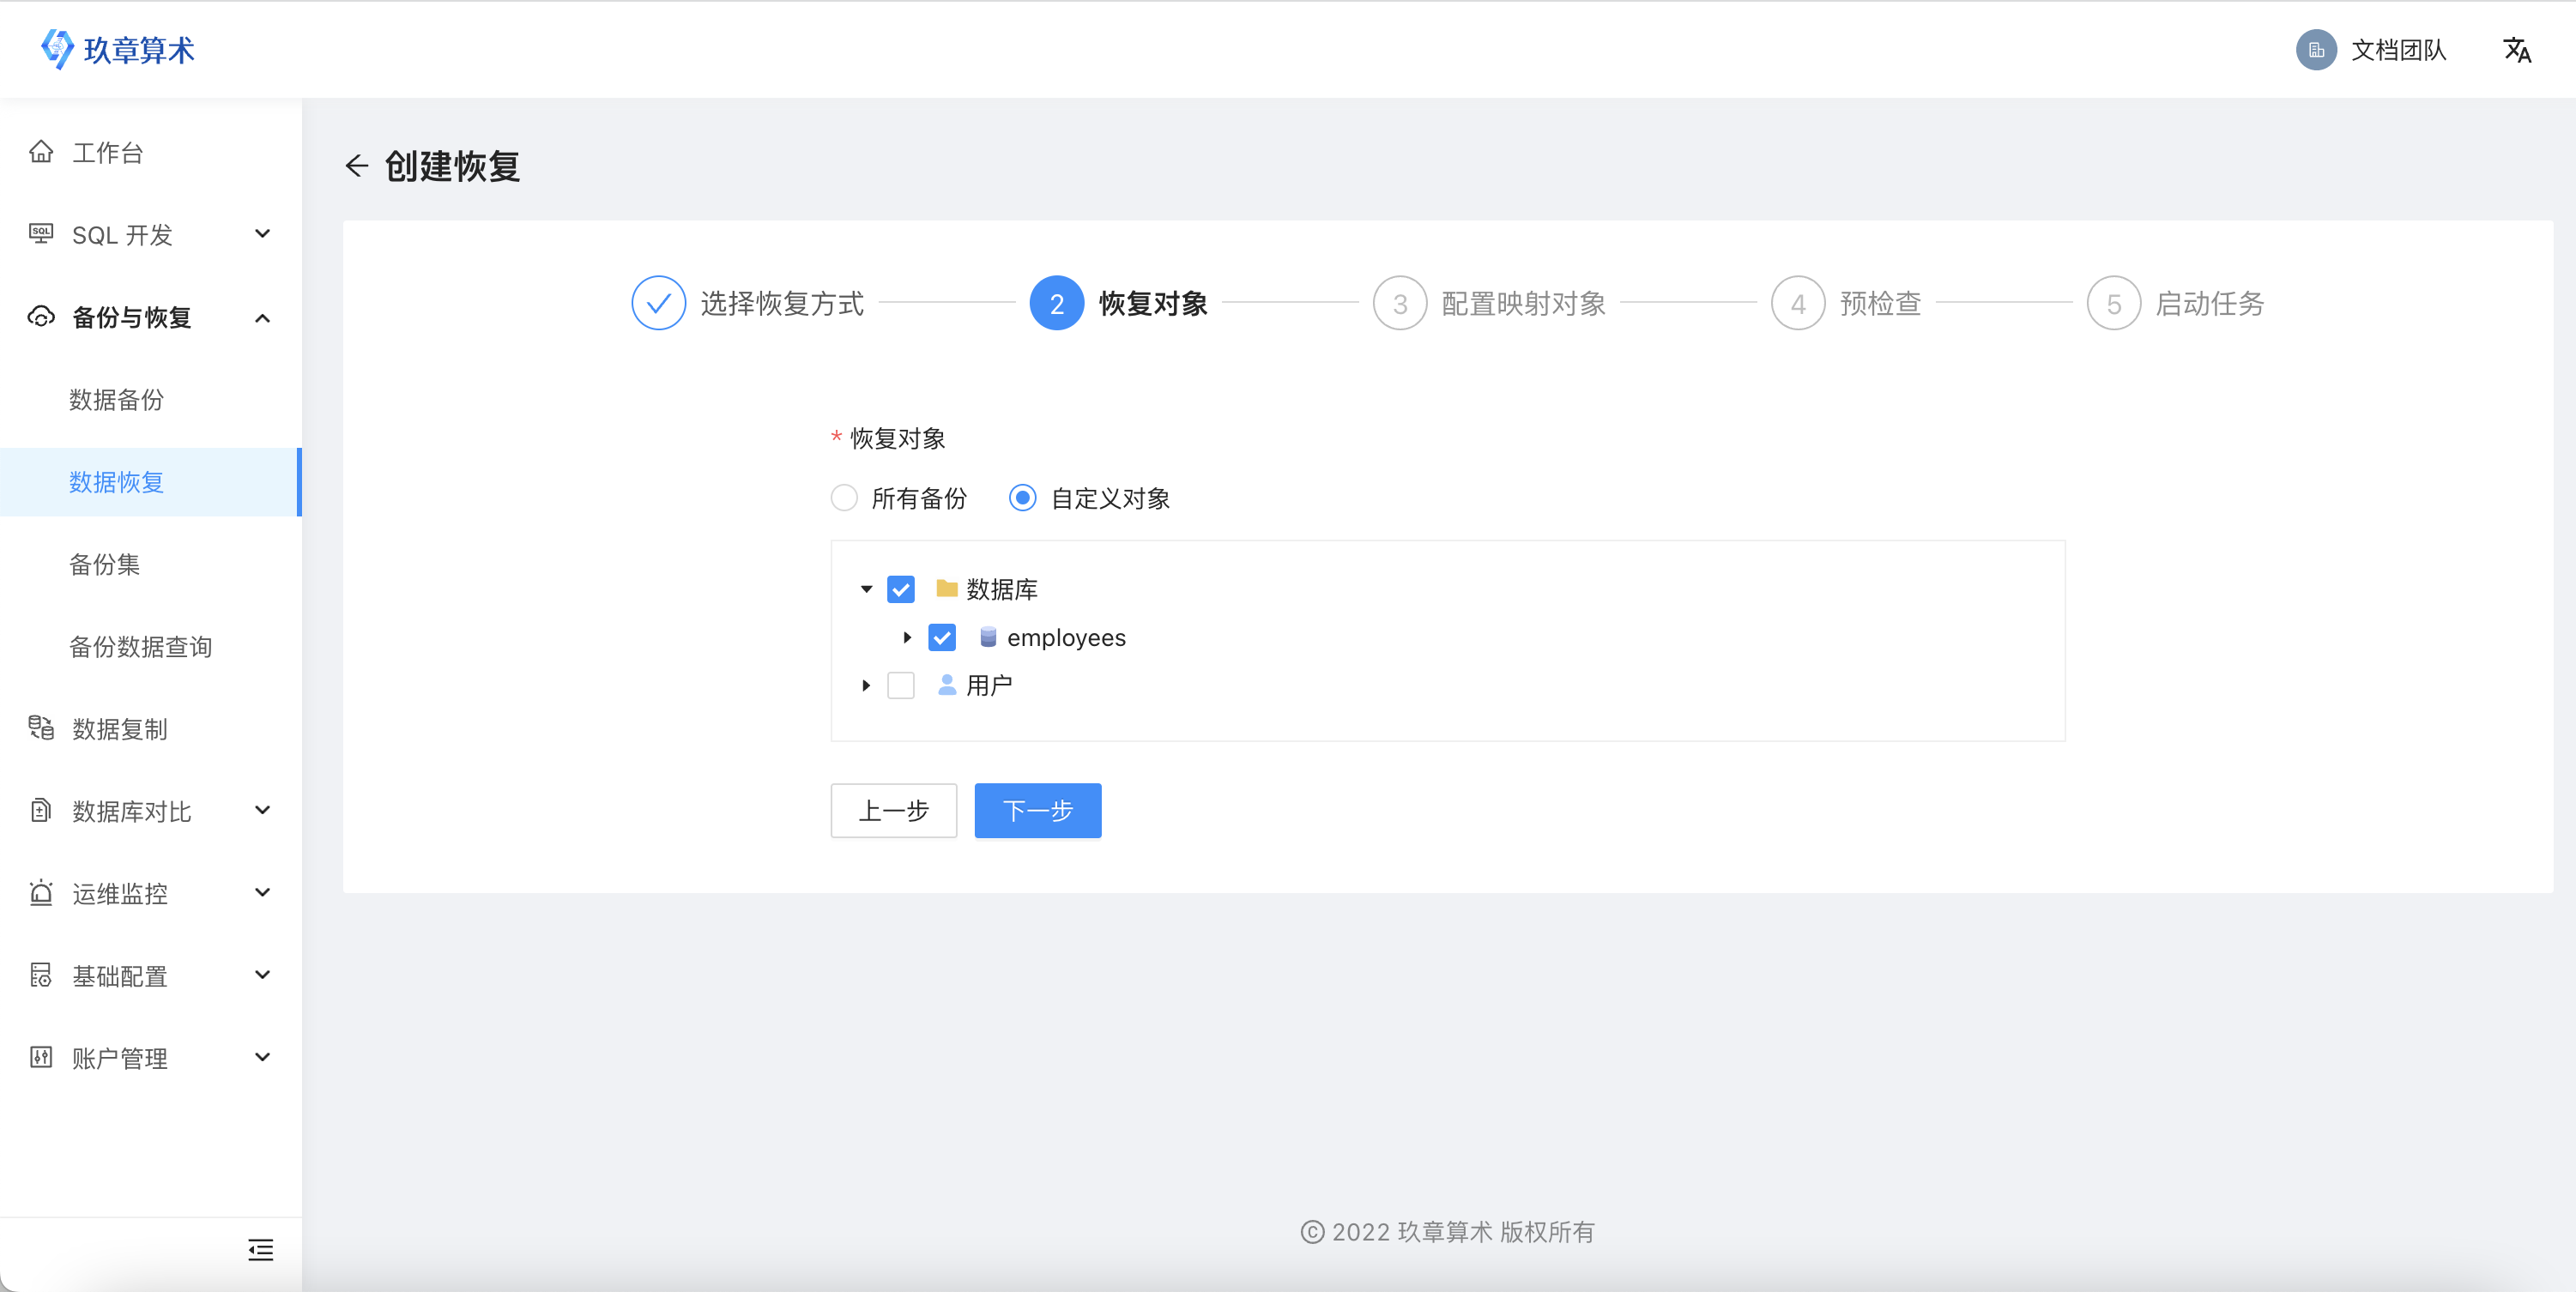 玖章算术
文档团队
工作台
SQL 开发
备份与恢复
数据备份
数据恢复
备份集
备份数据查询
数据复制
数据库对比
运维监控
基础配置
账户管理
创建恢复
选择恢复方式
2 恢复对象
3 配置映射对象
4 预检查
5 启动任务
* 恢复对象
所有备份 自定义对象
数据库
employees
用户
上一步 下一步
© 2022 玖章算术 版权所有